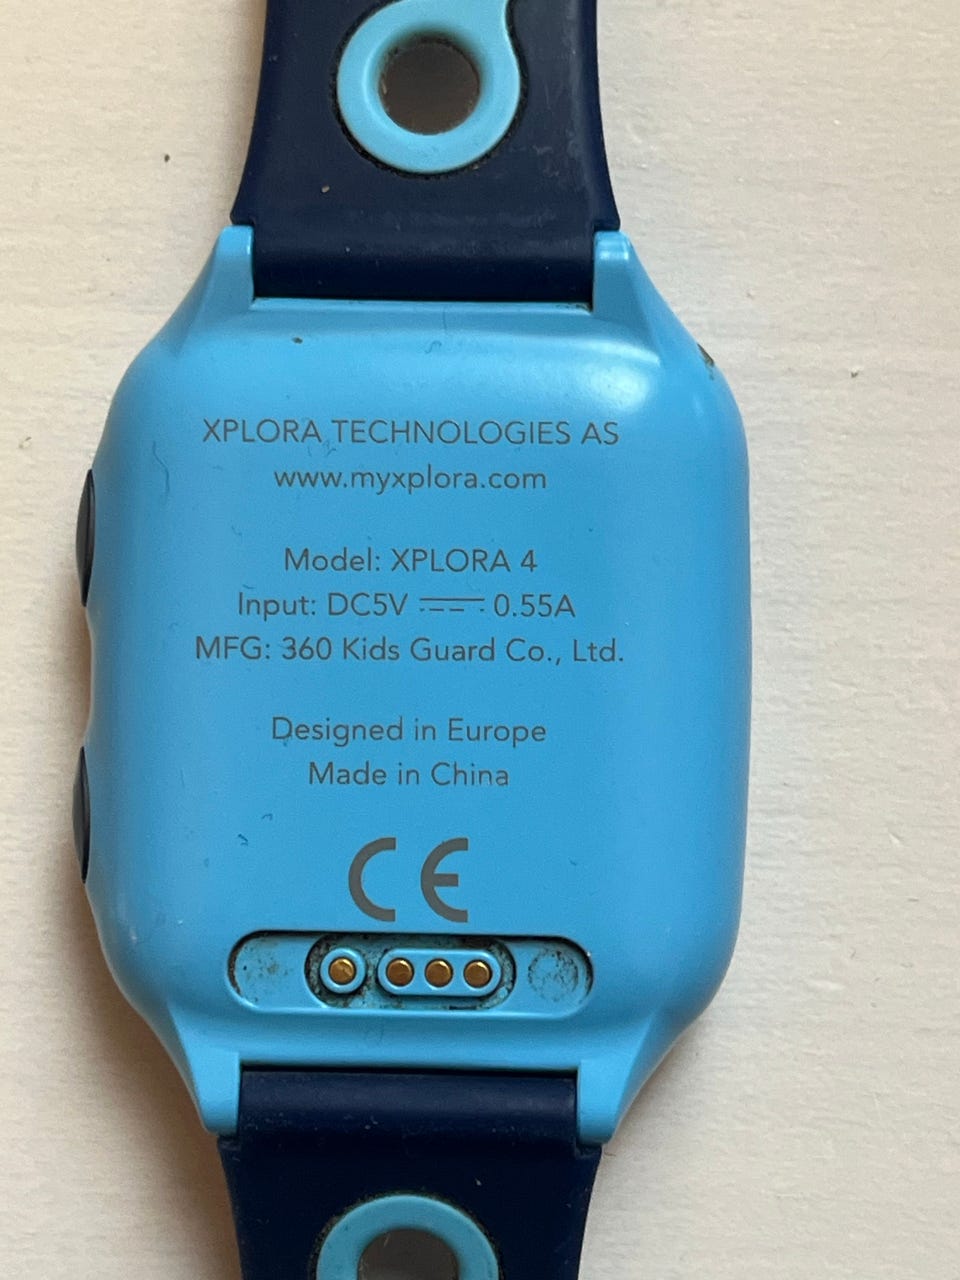 XPLORA TECHNOLOGIES AS
www.myxplora.com
Model: XPLORA 4
Input: DC5V ⎓ 0.55A
MFG: 360 Kids Guard Co., Ltd.
Designed in Europe
Made in China
CE